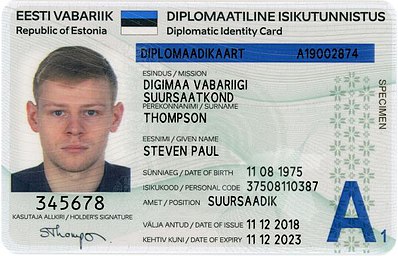 EESTI VABARIIK
Republic of Estonia
DIPLOMAATILINE ISIKUTUNNISTUS
Diplomatic Identity Card
DIPLOMAADIKAART A19002874
ESINDUS / MISSION
DIGIMAA VABARIIGI
SUURSAATKOND
PEREKONNANIMI / SURNAME
THOMPSON
EESNIMI / GIVEN NAME
STEVEN PAUL
SÜNNIAEG / DATE OF BIRTH 11 08 1975
ISIKUKOOD / PERSONAL CODE 37508110387
AMET / POSITION SUURSAADIK
VÄLJA ANTUD / DATE OF ISSUE 11 12 2018
KEHTIV KUNI / DATE OF EXPIRY 11 12 2023
345678
KASUTAJA ALLKIRI / HOLDER'S SIGNATURE
SThompson
SPECIMEN
A1